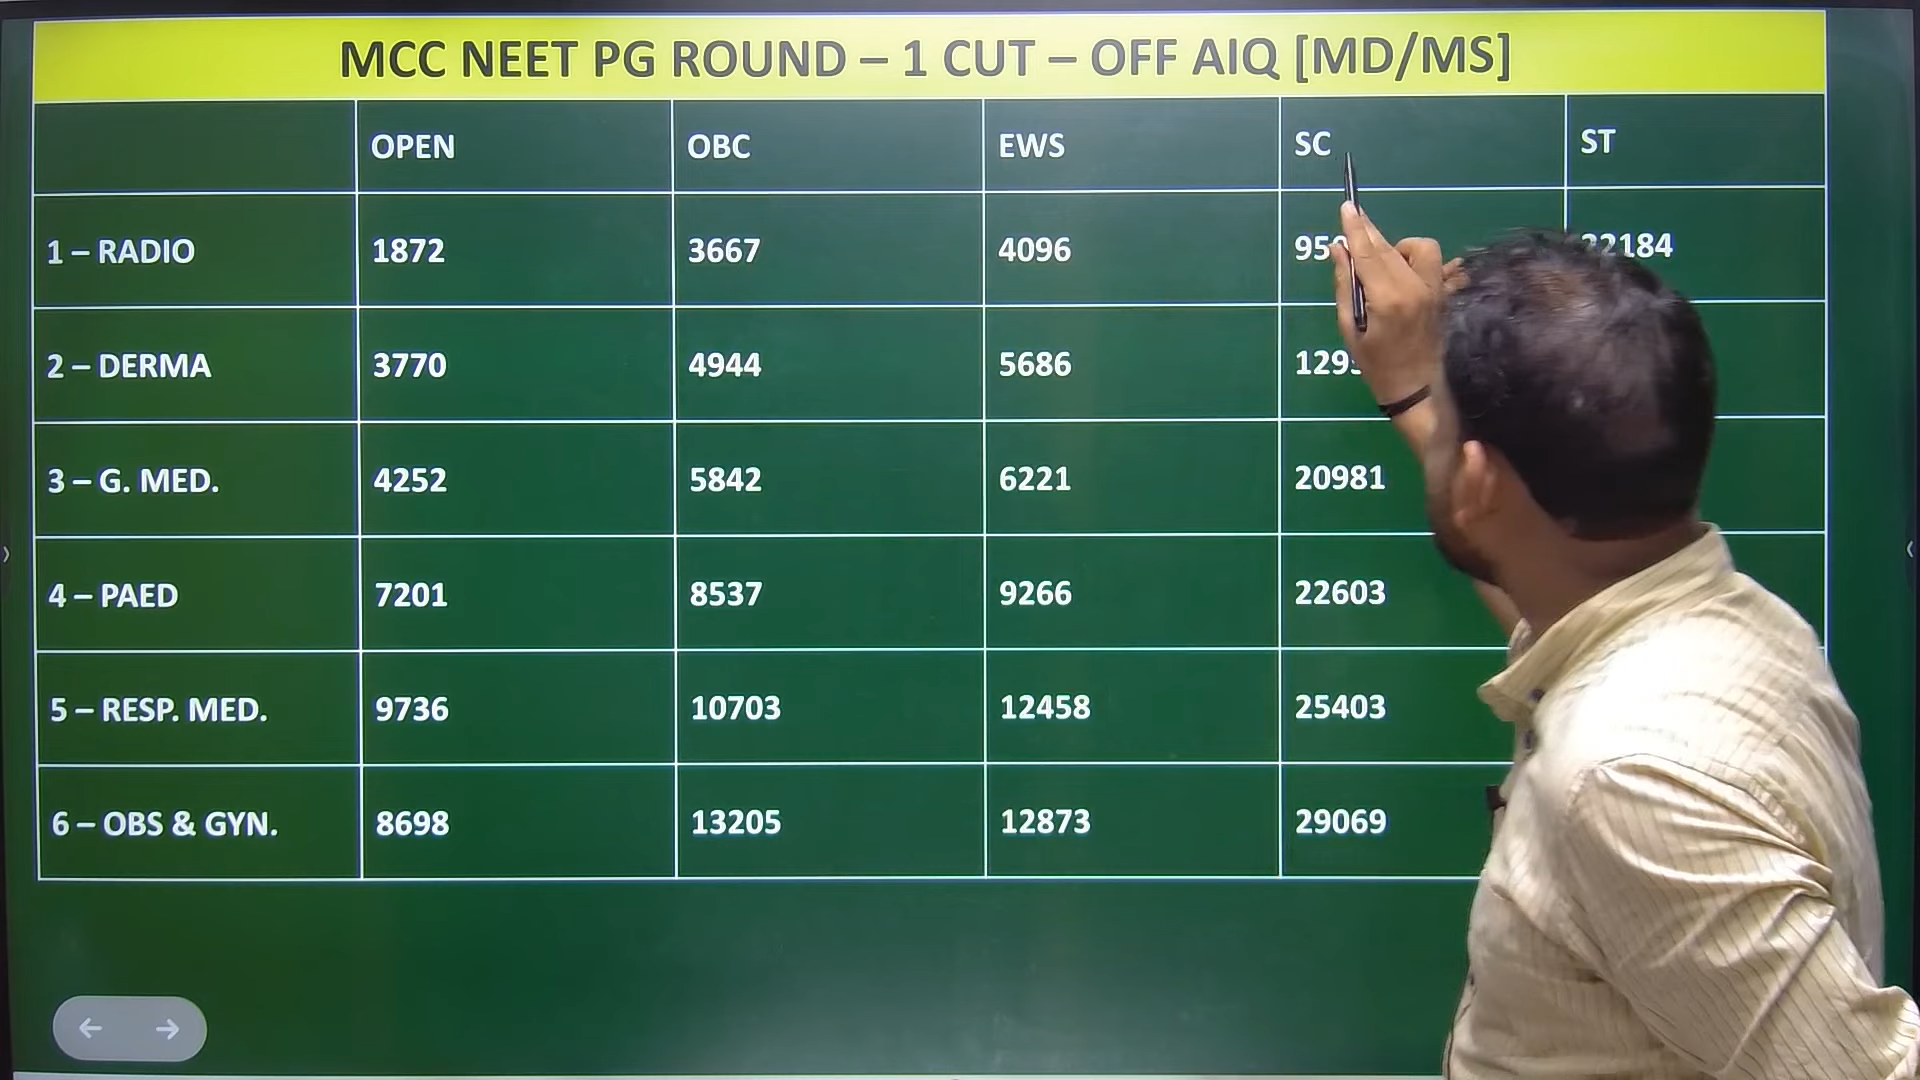 MCC NEET PG ROUND – 1 CUT – OFF AIQ [MD/MS]
OPEN OBC EWS SC ST
1 – RADIO 1872 3667 4096
2 – DERMA 3770 4944 5686
3 – G. MED. 4252 5842 6221 20981
4 – PAED 7201 8537 9266 22603
5 – RESP. MED. 9736 10703 12458 25403
6 – OBS & GYN. 8698 13205 12873 29069